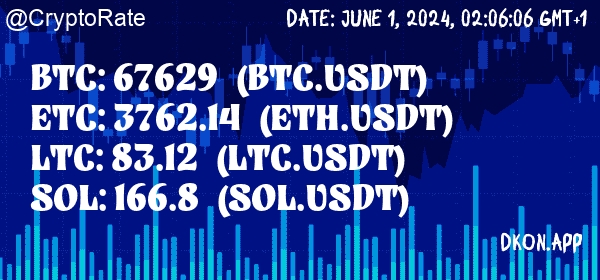 @CryptoRate
DATE: JUNE 1, 2024, 02:06:06 GMT+1
BTC: 67629 (BTC.USDT)
ETC: 3762.14 (ETH.USDT)
LTC: 83.12 (LTC.USDT)
SOL: 166.8 (SOL.USDT)
DKON.APP